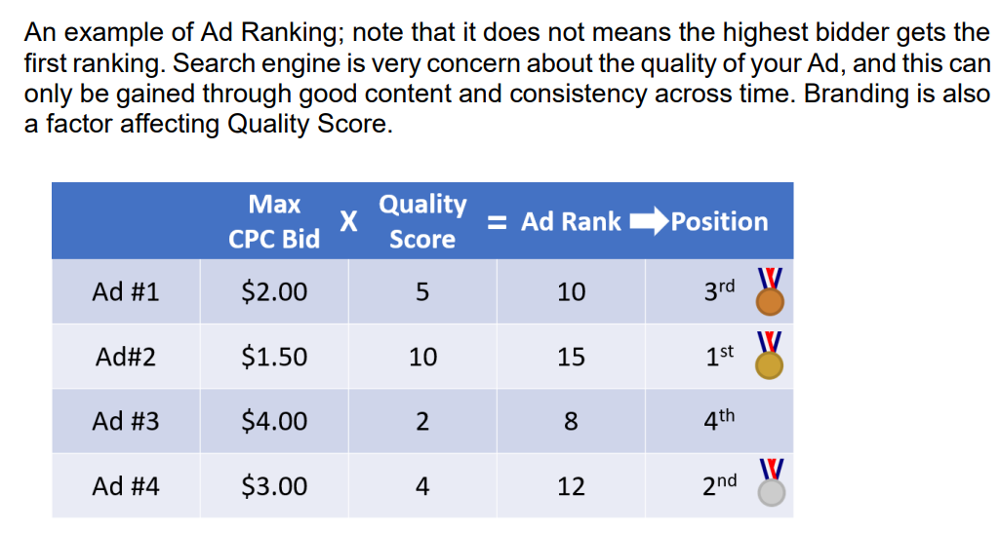 An example of Ad Ranking; note that it does not means the highest bidder gets the
first ranking. Search engine is very concern about the quality of your Ad, and this can
only be gained through good content and consistency across time. Branding is also
a factor affecting Quality Score.
Max CPC Bid X Quality Score = Ad Rank Position
Ad #1 $2.00 5 10 3rd
Ad#2 $1.50 10 15 1st
Ad #3 $4.00 2 8 4th
Ad #4 $3.00 4 12 2nd